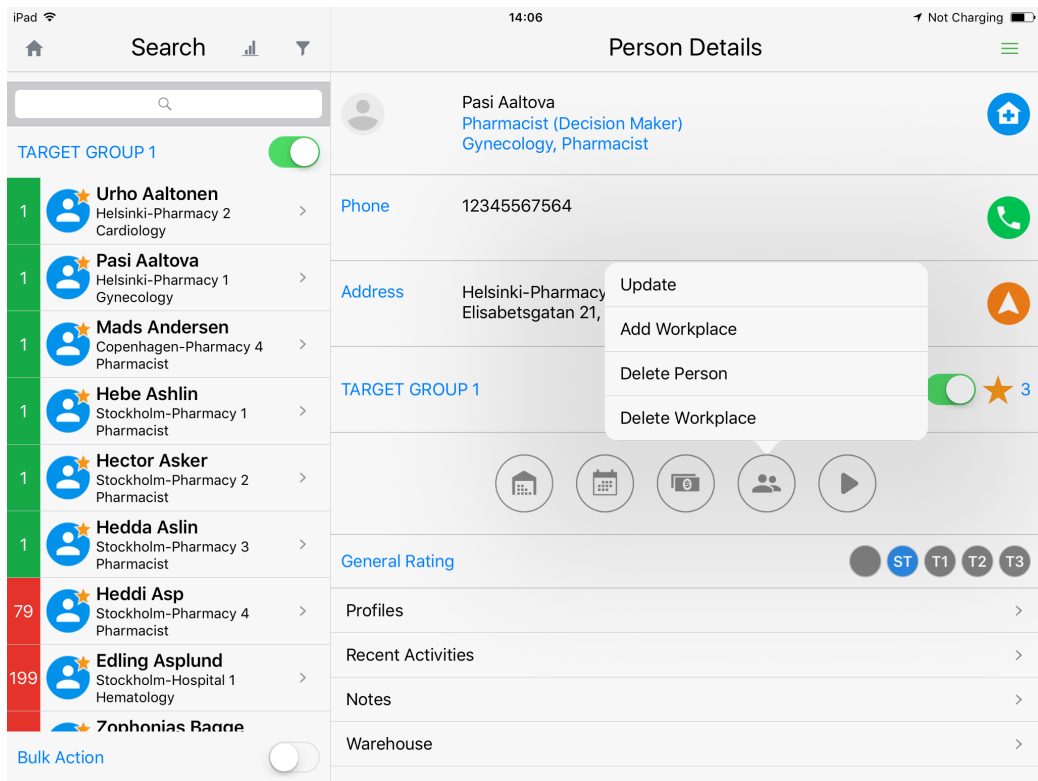 iPad
14:06
Not Charging
Search
Person Details
TARGET GROUP 1
1
Urho Aaltonen
Helsinki-Pharmacy 2
Cardiology
1
Pasi Aaltova
Helsinki-Pharmacy 1
Gynecology
1
Mads Andersen
Copenhagen-Pharmacy 4
Pharmacist
1
Hebe Ashlin
Stockholm-Pharmacy 1
Pharmacist
1
Hector Asker
Stockholm-Pharmacy 2
Pharmacist
1
Hedda Aslin
Stockholm-Pharmacy 3
Pharmacist
79
Heddi Asp
Stockholm-Pharmacy 4
Pharmacist
199
Edling Asplund
Stockholm-Hospital 1
Hematology
Zophonias Bagge
Bulk Action
Pasi Aaltova
Pharmacist (Decision Maker)
Gynecology, Pharmacist
Phone 12345567564
Address Helsinki-Pharmacy
Elisabetsgatan 21,
Update
Add Workplace
Delete Person
Delete Workplace
TARGET GROUP 1 3
General Rating ST T1 T2 T3
Profiles
Recent Activities
Notes
Warehouse